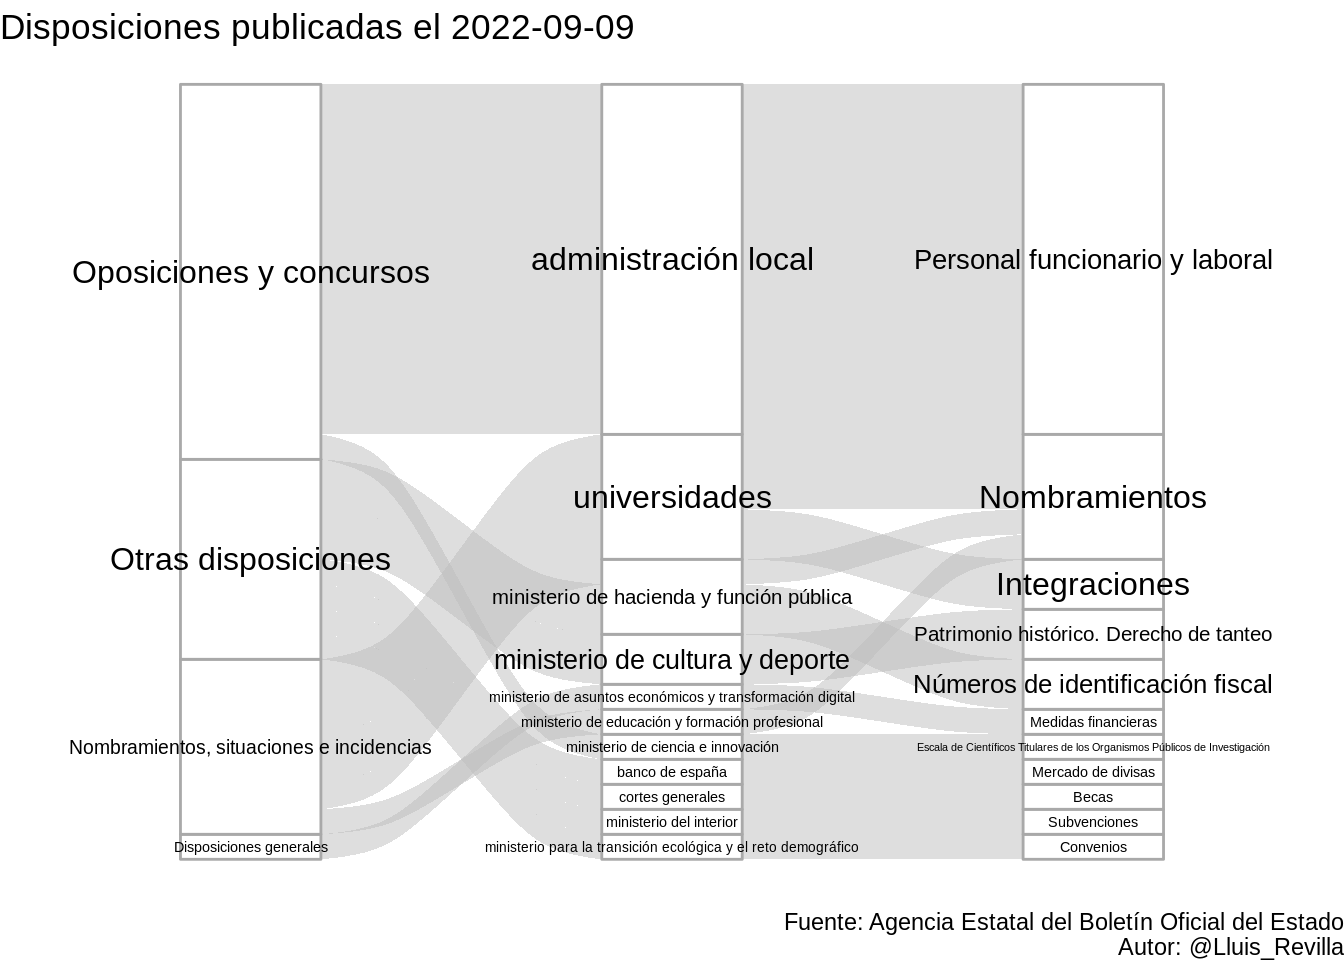 Disposiciones publicadas el 2022-09-09
Oposiciones y concursos
Otras disposiciones
Nombramientos, situaciones e incidencias
Disposiciones generales
administración local
universidades
ministerio de hacienda y función pública
ministerio de cultura y deporte
ministerio de asuntos económicos y transformación digital
ministerio de educación y formación profesional
ministerio de ciencia e innovación
banco de españa
cortes generales
ministerio del interior
ministerio para la transición ecológica y el reto demográfico
Personal funcionario y laboral
Nombramientos
Integraciones
Patrimonio histórico. Derecho de tanteo
Números de identificación fiscal
Medidas financieras
Escala de Científicos Titulares de los Organismos Públicos de Investigación
Mercado de divisas
Becas
Subvenciones
Convenios
Fuente: Agencia Estatal del Boletín Oficial del Estado
Autor: @Lluis_Revilla